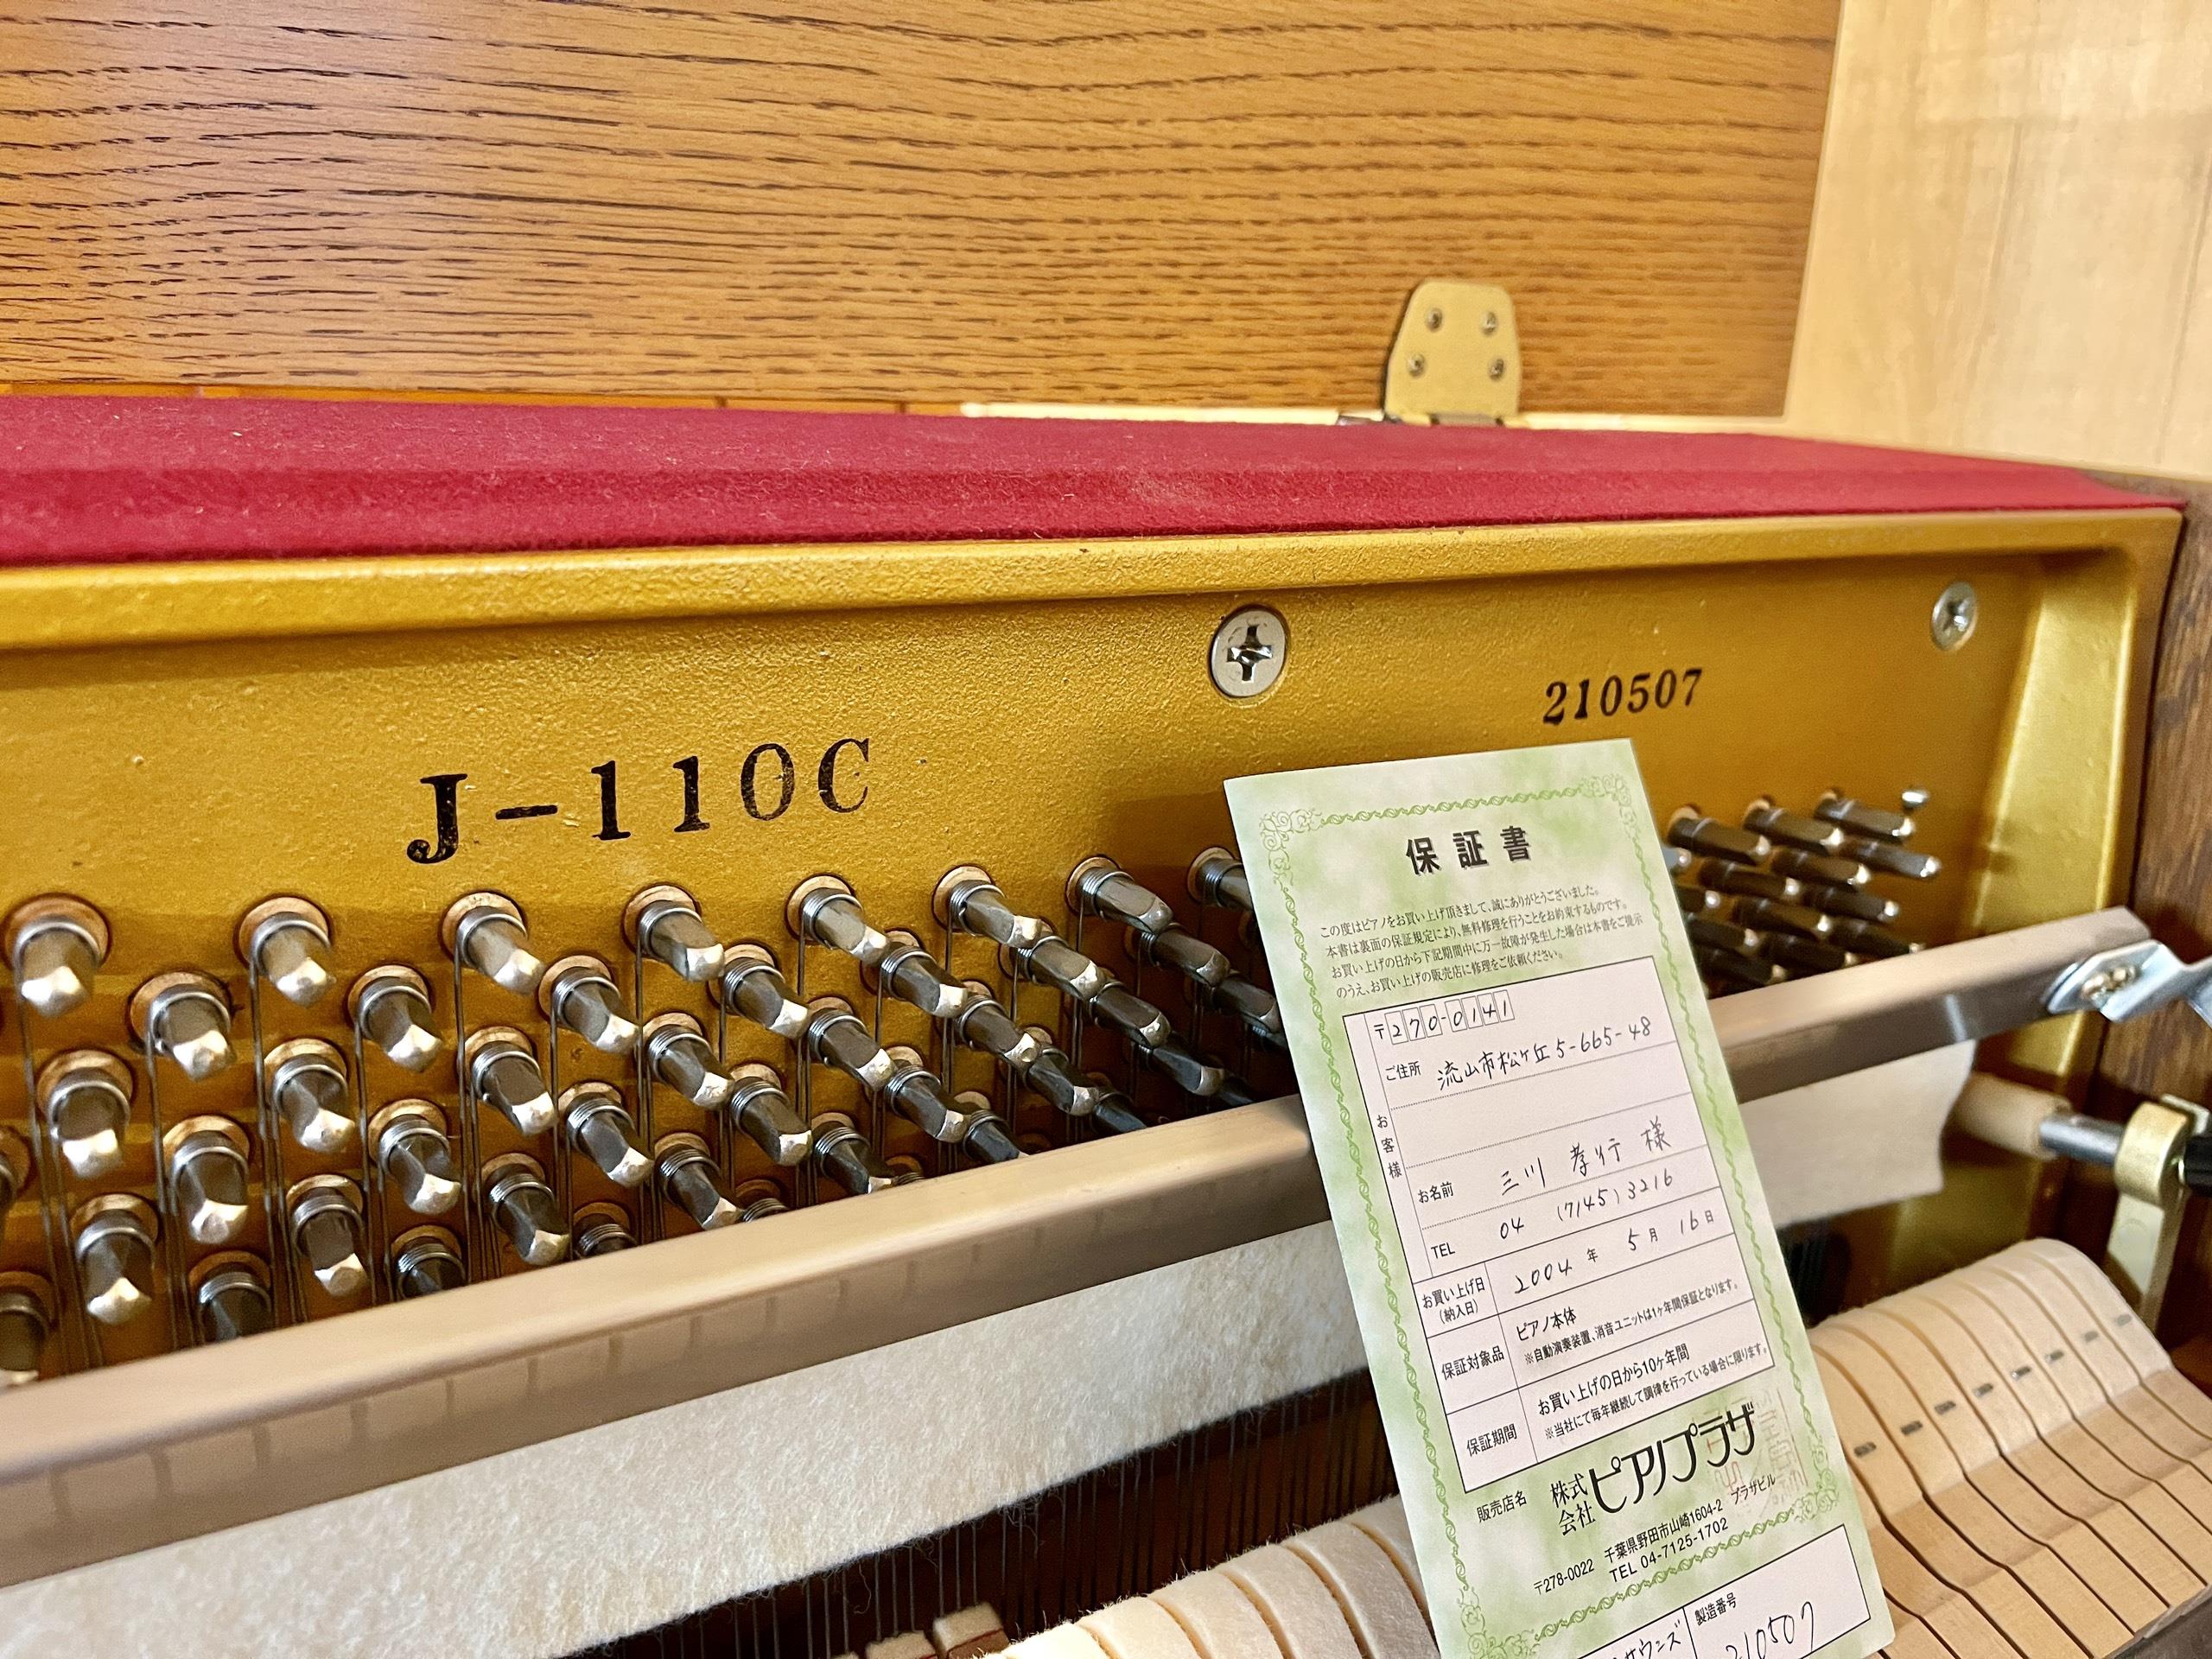 J-110C
210507
保証書
この度はピアノをお買い上げ頂きまして、誠にありがとうございました。
本書は裏面の保証規定により、無料修理を行うことをお約束するものです。
お買い上げの日から下記期間中に万一故障が発生した場合は本書をご提示
のうえ、お買い上げの販売店に修理をご依頼ください。
お客様
〒270-0141
ご住所 流山市松ヶ丘5-665-48
お名前 三川 孝行 様
TEL 04 (7145) 3216
お買い上げ日
(納入日)
2004年 5月 16日
保証対象品
ピアノ本体
※自動演奏装置、消音ユニットは1ヶ年間保証となります。
保証期間
お買い上げの日から10ヶ年間
※当社にて毎年継続して調律を行っている場合に限ります。
販売店名 株式会社ピアノプラザ
〒278-0022 千葉県野田市山崎1604-2 プラザビル
TEL 04-7125-1702
サウンズ
製造番号
210507